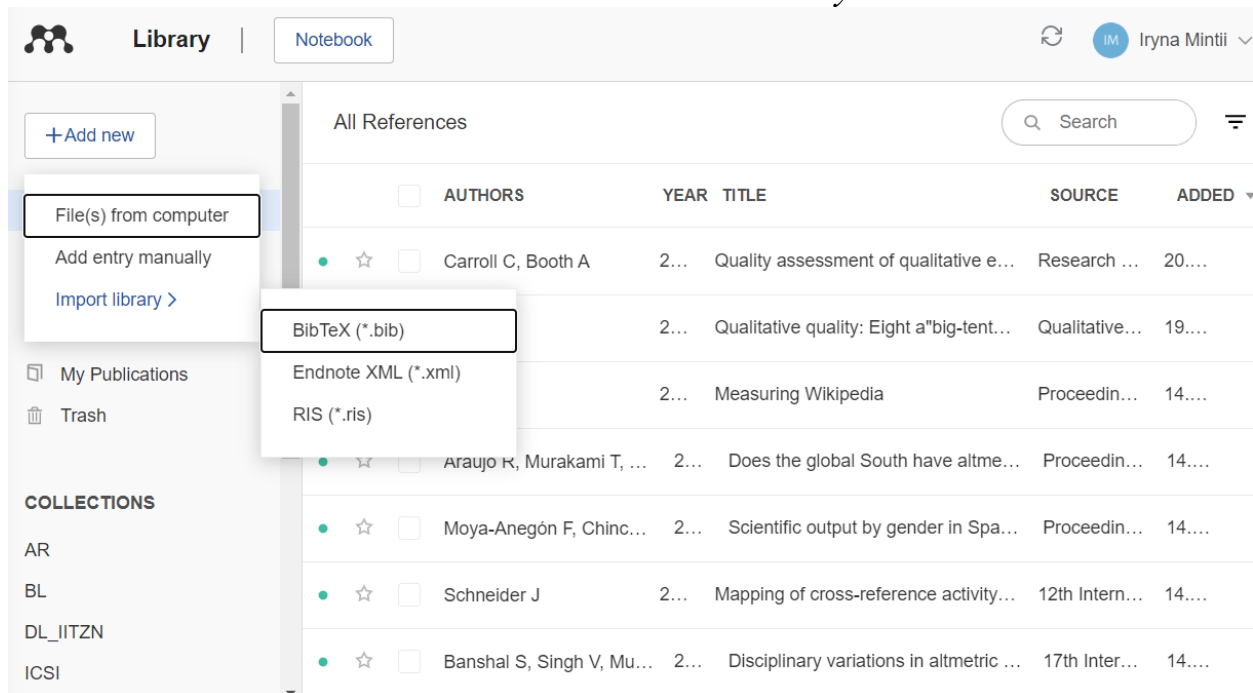 Library | Notebook IM Iryna Mintii
+Add new
All References Search
AUTHORS YEAR TITLE SOURCE ADDED
File(s) from computer
Add entry manually
Import library >
BibTeX (*.bib)
Endnote XML (*.xml)
RIS (*.ris)
My Publications
Trash
COLLECTIONS
AR
BL
DL_IITZN
ICSI
Carroll C, Booth A 2... Quality assessment of qualitative e... Research ... 20....
2... Qualitative quality: Eight a"big-tent... Qualitative... 19....
2... Measuring Wikipedia Proceedin... 14....
Araujo R, Murakami T, ... 2... Does the global South have altme... Proceedin... 14....
Moya-Anegón F, Chinc... 2... Scientific output by gender in Spa... Proceedin... 14....
Schneider J 2... Mapping of cross-reference activity... 12th Intern... 14....
Banshal S, Singh V, Mu... 2... Disciplinary variations in altmetric ... 17th Inter... 14....